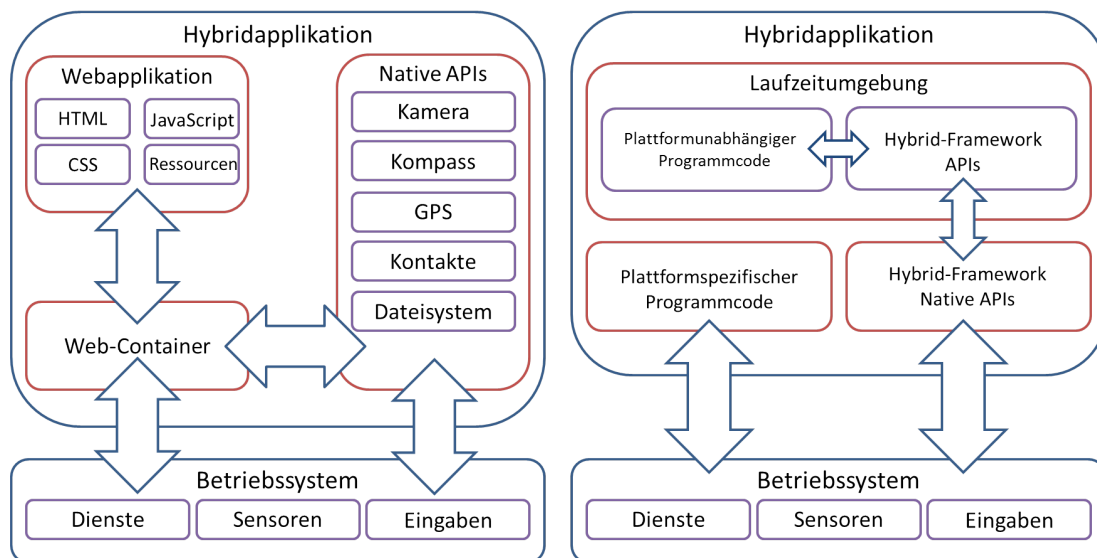 Hybridapplikation
Webapplikation
HTML
JavaScript
CSS
Ressourcen
Native APIs
Kamera
Kompass
GPS
Kontakte
Dateisystem
Web-Container
Betriebssystem
Dienste
Sensoren
Eingaben
Hybridapplikation
Laufzeitumgebung
Plattformunabhängiger
Programmcode
Hybrid-Framework
APIs
Plattformspezifischer
Programmcode
Hybrid-Framework
Native APIs
Betriebssystem
Dienste
Sensoren
Eingaben